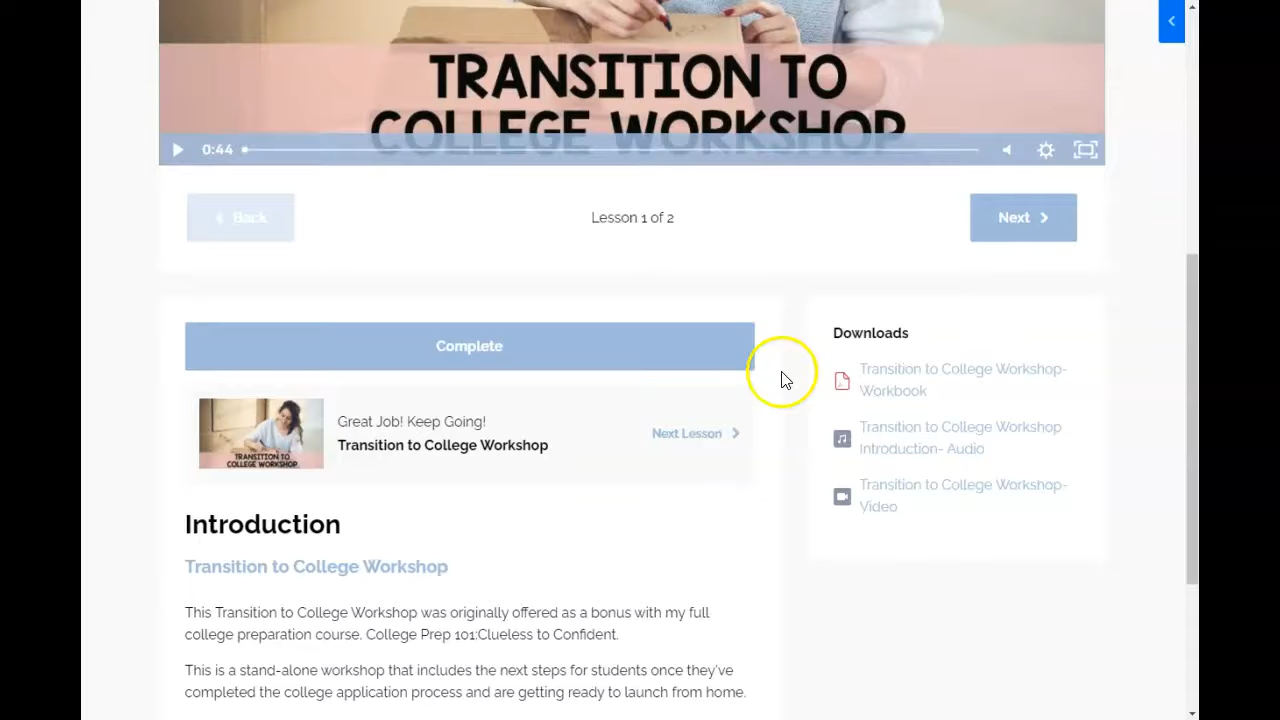 TRANSITION TO
COLLEGE WORKSHOP
0:44
Back
Lesson 1 of 2
Next
Complete
Great Job! Keep Going!
Transition to College Workshop
Next Lesson
TRANSITION TO
COLLEGE WORKSHOP
Introduction
Transition to College Workshop
This Transition to College Workshop was originally offered as a bonus with my full
college preparation course. College Prep 101:Clueless to Confident.
This is a stand-alone workshop that includes the next steps for students once they've
completed the college application process and are getting ready to launch from home.
Downloads
Transition to College Workshop-
Workbook
Transition to College Workshop
Introduction- Audio
Transition to College Workshop-
Video